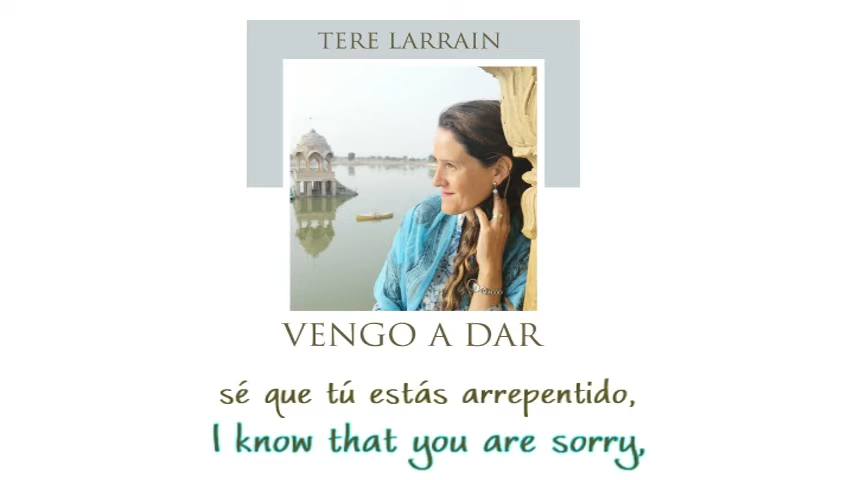 TERE LARRAIN
VENGO A DAR
sé que tú estás arrepentido,
I know that you are sorry,